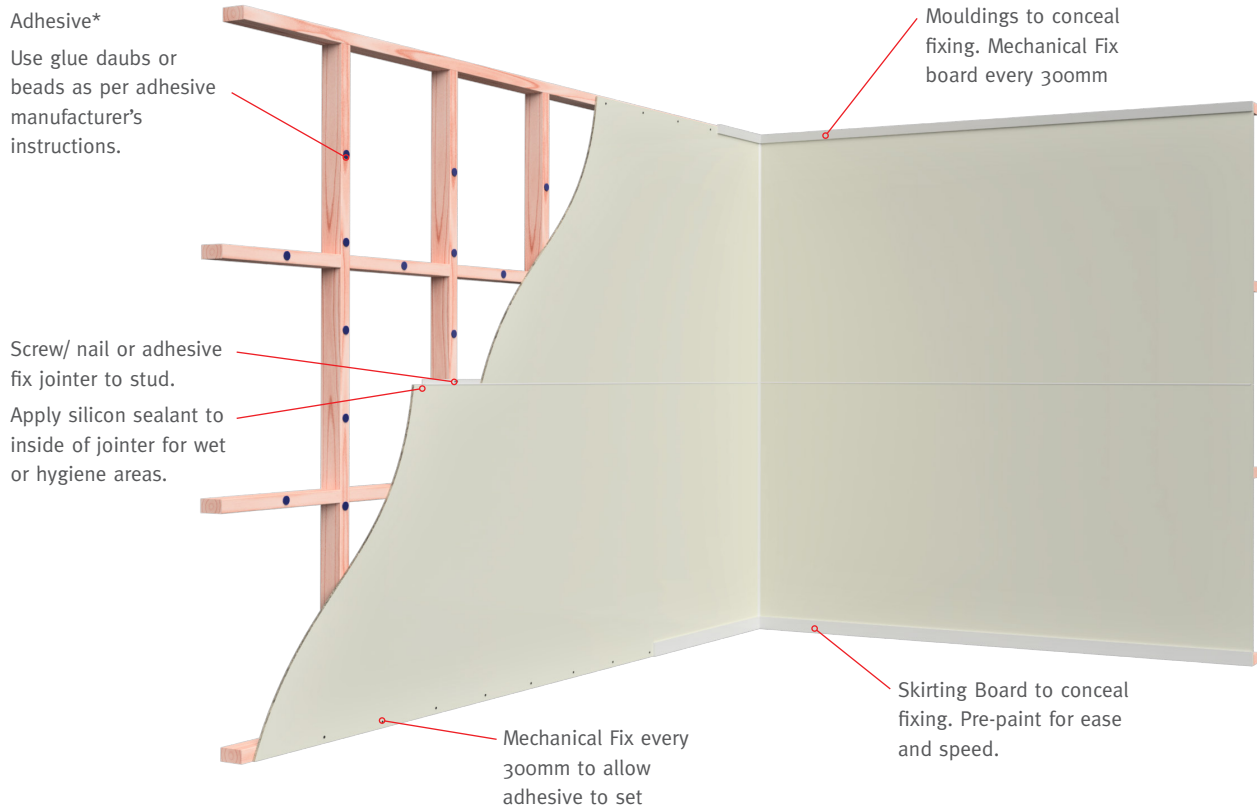 Adhesive*
Use glue daubs or
beads as per adhesive
manufacturer's
instructions.
Mouldings to conceal
fixing. Mechanical Fix
board every 300mm
Screw/ nail or adhesive
fix jointer to stud.
Apply silicon sealant to
inside of jointer for wet
or hygiene areas.
Skirting Board to conceal
fixing. Pre-paint for ease
and speed.
Mechanical Fix every
300mm to allow
adhesive to set